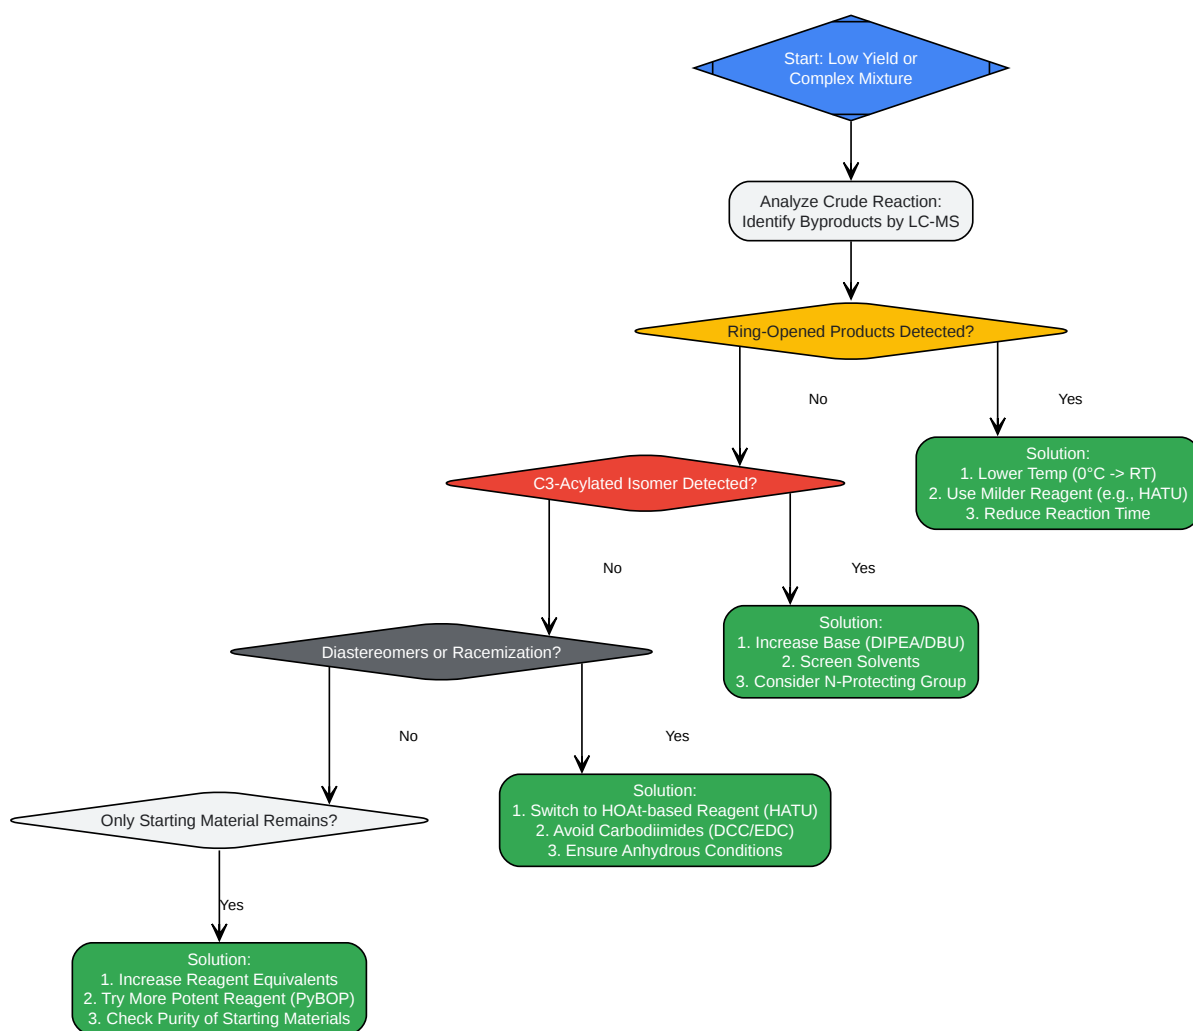 Start: Low Yield or
Complex Mixture
Analyze Crude Reaction:
Identify Byproducts by LC-MS
Ring-Opened Products Detected?
No
Yes
Solution:
1. Lower Temp (0°C -> RT)
2. Use Milder Reagent (e.g., HATU)
3. Reduce Reaction Time
C3-Acylated Isomer Detected?
No
Yes
Solution:
1. Increase Base (DIPEA/DBU)
2. Screen Solvents
3. Consider N-Protecting Group
Diastereomers or Racemization?
No
Yes
Solution:
1. Switch to HOAt-based Reagent (HATU)
2. Avoid Carbodiimides (DCC/EDC)
3. Ensure Anhydrous Conditions
Only Starting Material Remains?
Yes
Solution:
1. Increase Reagent Equivalents
2. Try More Potent Reagent (PyBOP)
3. Check Purity of Starting Materials